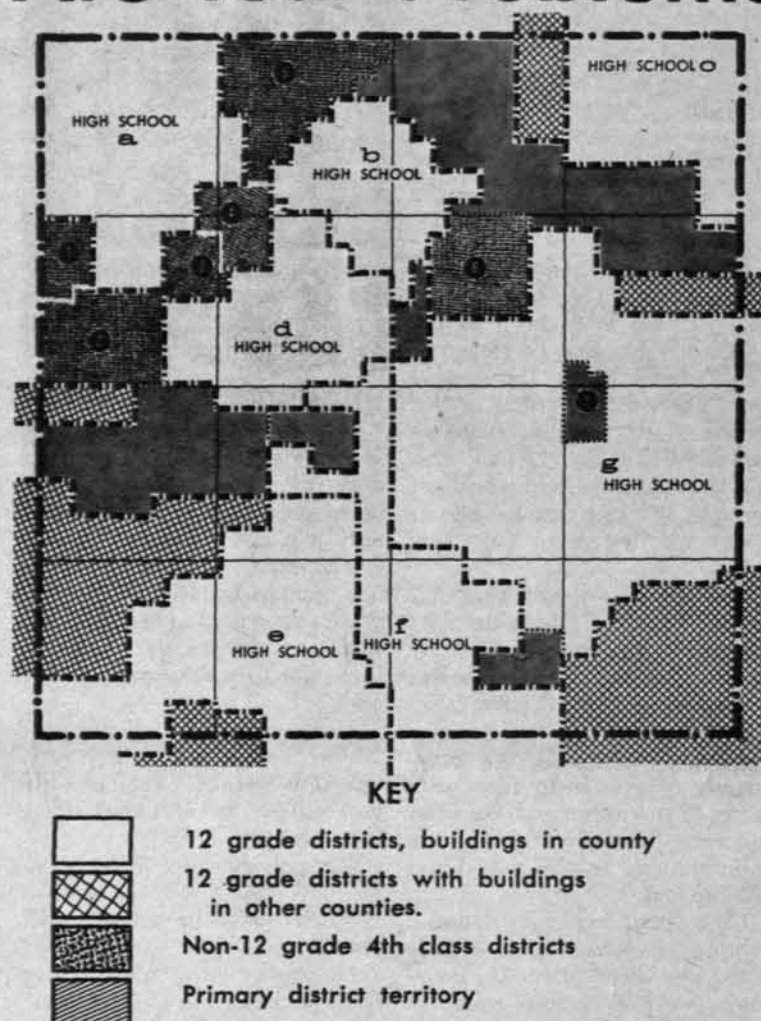 HIGH SCHOOL
a
HIGH SCHOOL c
b
HIGH SCHOOL
d
HIGH SCHOOL
g
HIGH SCHOOL
e
HIGH SCHOOL
f
HIGH SCHOOL
KEY
12 grade districts, buildings in county
12 grade districts with buildings
in other counties.
Non-12 grade 4th class districts
Primary district territory